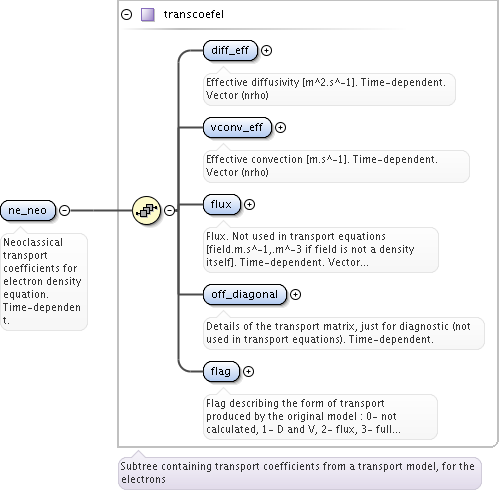 transcoefel
diff_eff
Effective diffusivity [m^2.s^-1]. Time-dependent.
Vector (nrho)
vconv_eff
Effective convection [m.s^-1]. Time-dependent.
Vector (nrho)
ne_neo
Neoclassical
transport
coefficients for
electron density
equation.
Time-dependen
t.
flux
Flux. Not used in transport equations
[field.m.s^-1,.m^-3 if field is not a density
itself]. Time-dependent. Vector...
off_diagonal
Details of the transport matrix, just for diagnostic (not
used in transport equations). Time-dependent.
flag
Flag describing the form of transport
produced by the original model : 0- not
calculated, 1- D and V, 2- flux, 3- full...
Subtree containing transport coefficients from a transport model, for the
electrons